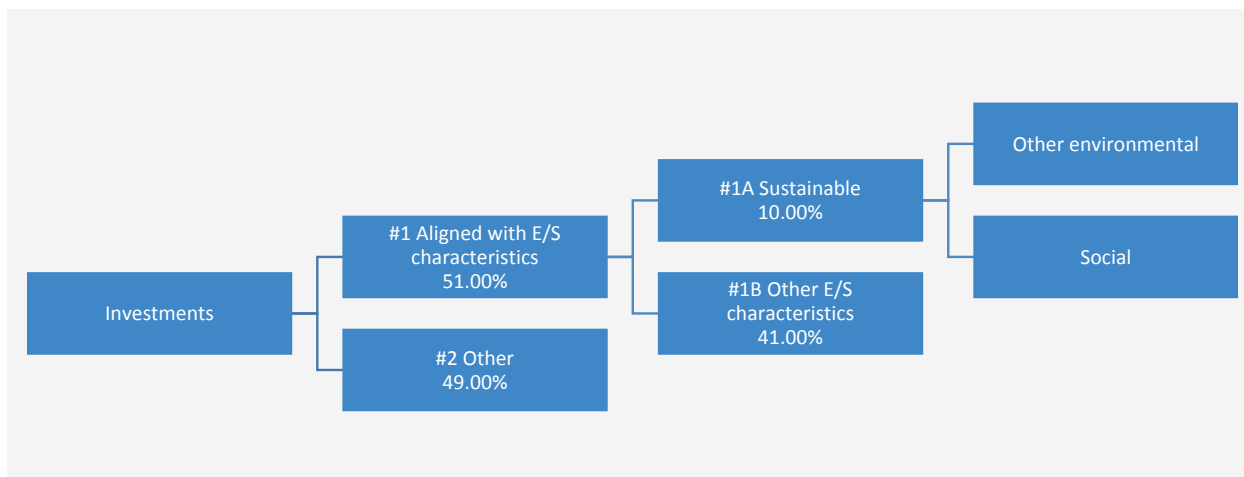 Investments
#1 Aligned with E/S
characteristics
51.00%
#2 Other
49.00%
#1A Sustainable
10.00%
#1B Other E/S
characteristics
41.00%
Other environmental
Social